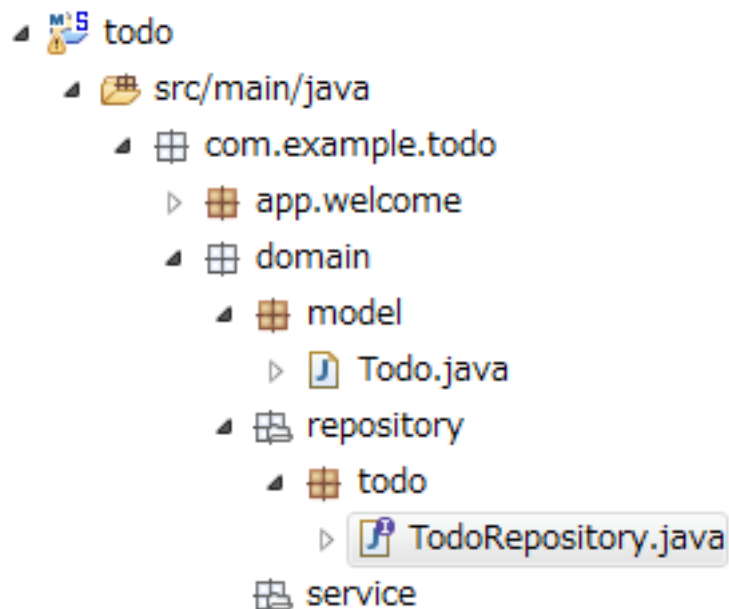 todo
src/main/java
com.example.todo
app.welcome
domain
model
Todo.java
repository
todo
TodoRepository.java
service